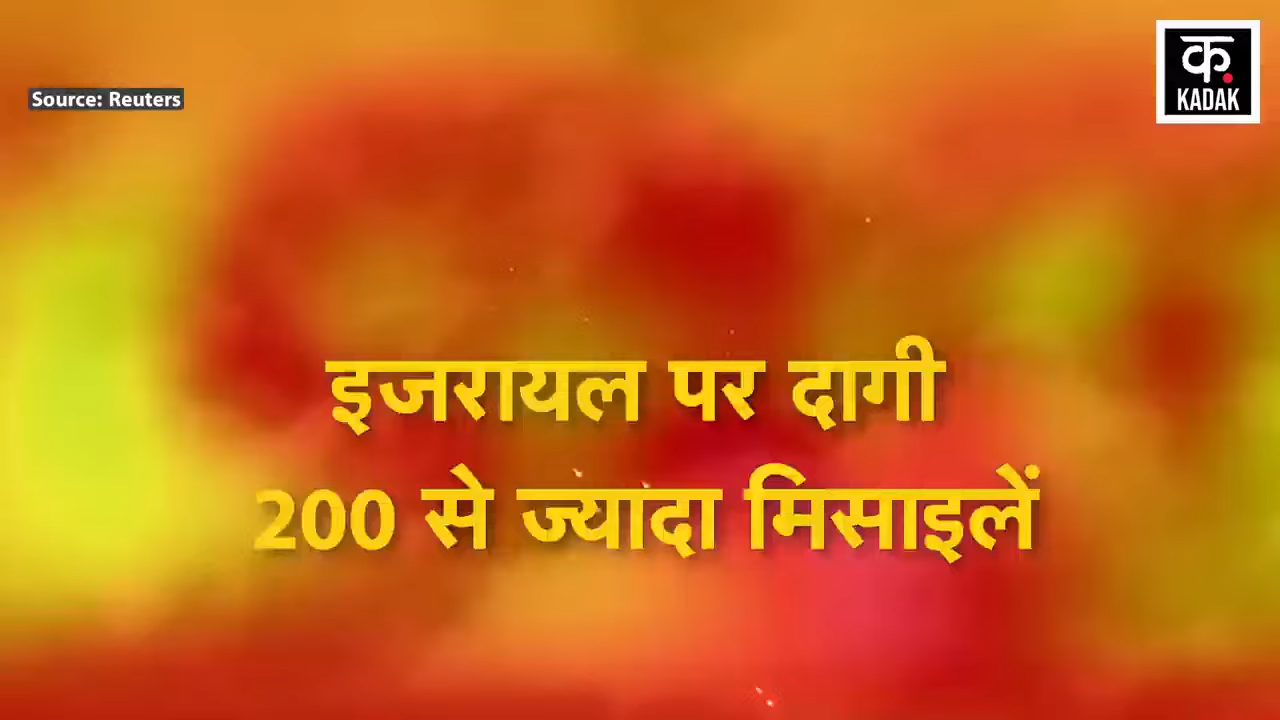 Source: Reuters
क.
KADAK
इजरायल पर दागी
200 से ज्यादा मिसाइलें